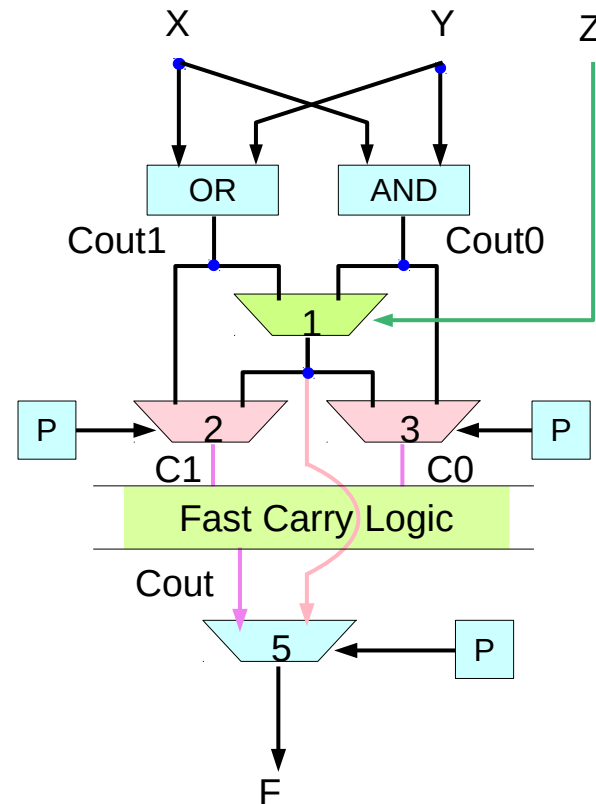 X Y Z
OR AND
Cout1 Cout0
1
P 2 3 P
C1 C0
Fast Carry Logic
Cout
5 P
F